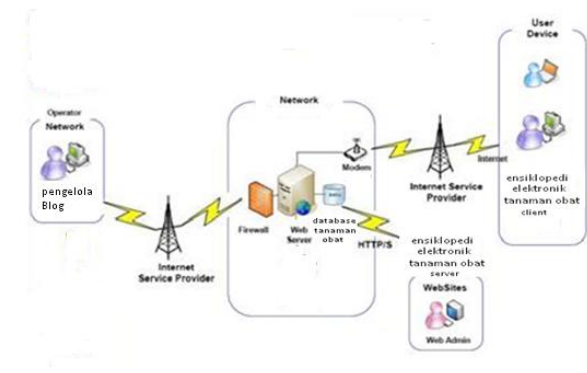 Operator
Network
pengelola
Blog
Internet
Service Provider
Network
Firewall
Web
Server
database
tanaman
obat
Modem
HTTP/S
Internet Service
Provider
Internet
User
Device
ensiklopedi
elektronik
tanaman obat
client
ensiklopedi
elektronik
tanaman obat
server
WebSites
Web Admin